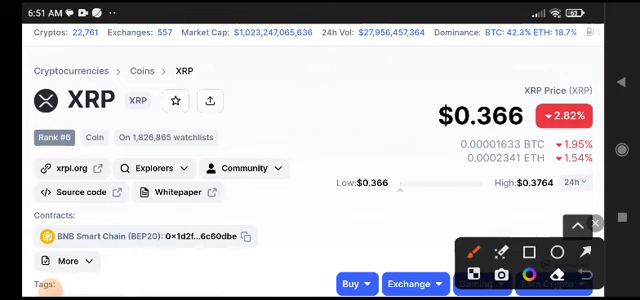 6:51 AM
63
Cryptos: 22,761 Exchanges: 557 Market Cap: $1,023,247,065,636 24h Vol: $27,956,457,364 Dominance: BTC: 42.3% ETH: 18.7%
Cryptocurrencies > Coins > XRP
XRP XRP
XRP Price (XRP)
$0.366 2.82%
Rank #6 Coin On 1,826,865 watchlists
0.00001633 BTC 1.95%
0.0002341 ETH 1.54%
xrpl.org Explorers Community
Low:$0.366 High:$0.3764 24h
Source code Whitepaper
Contracts:
BNB Smart Chain (BEP20): 0x1d2f...6c60dbe
More
Tags:
Buy Exchange Gaming Earn Crypto